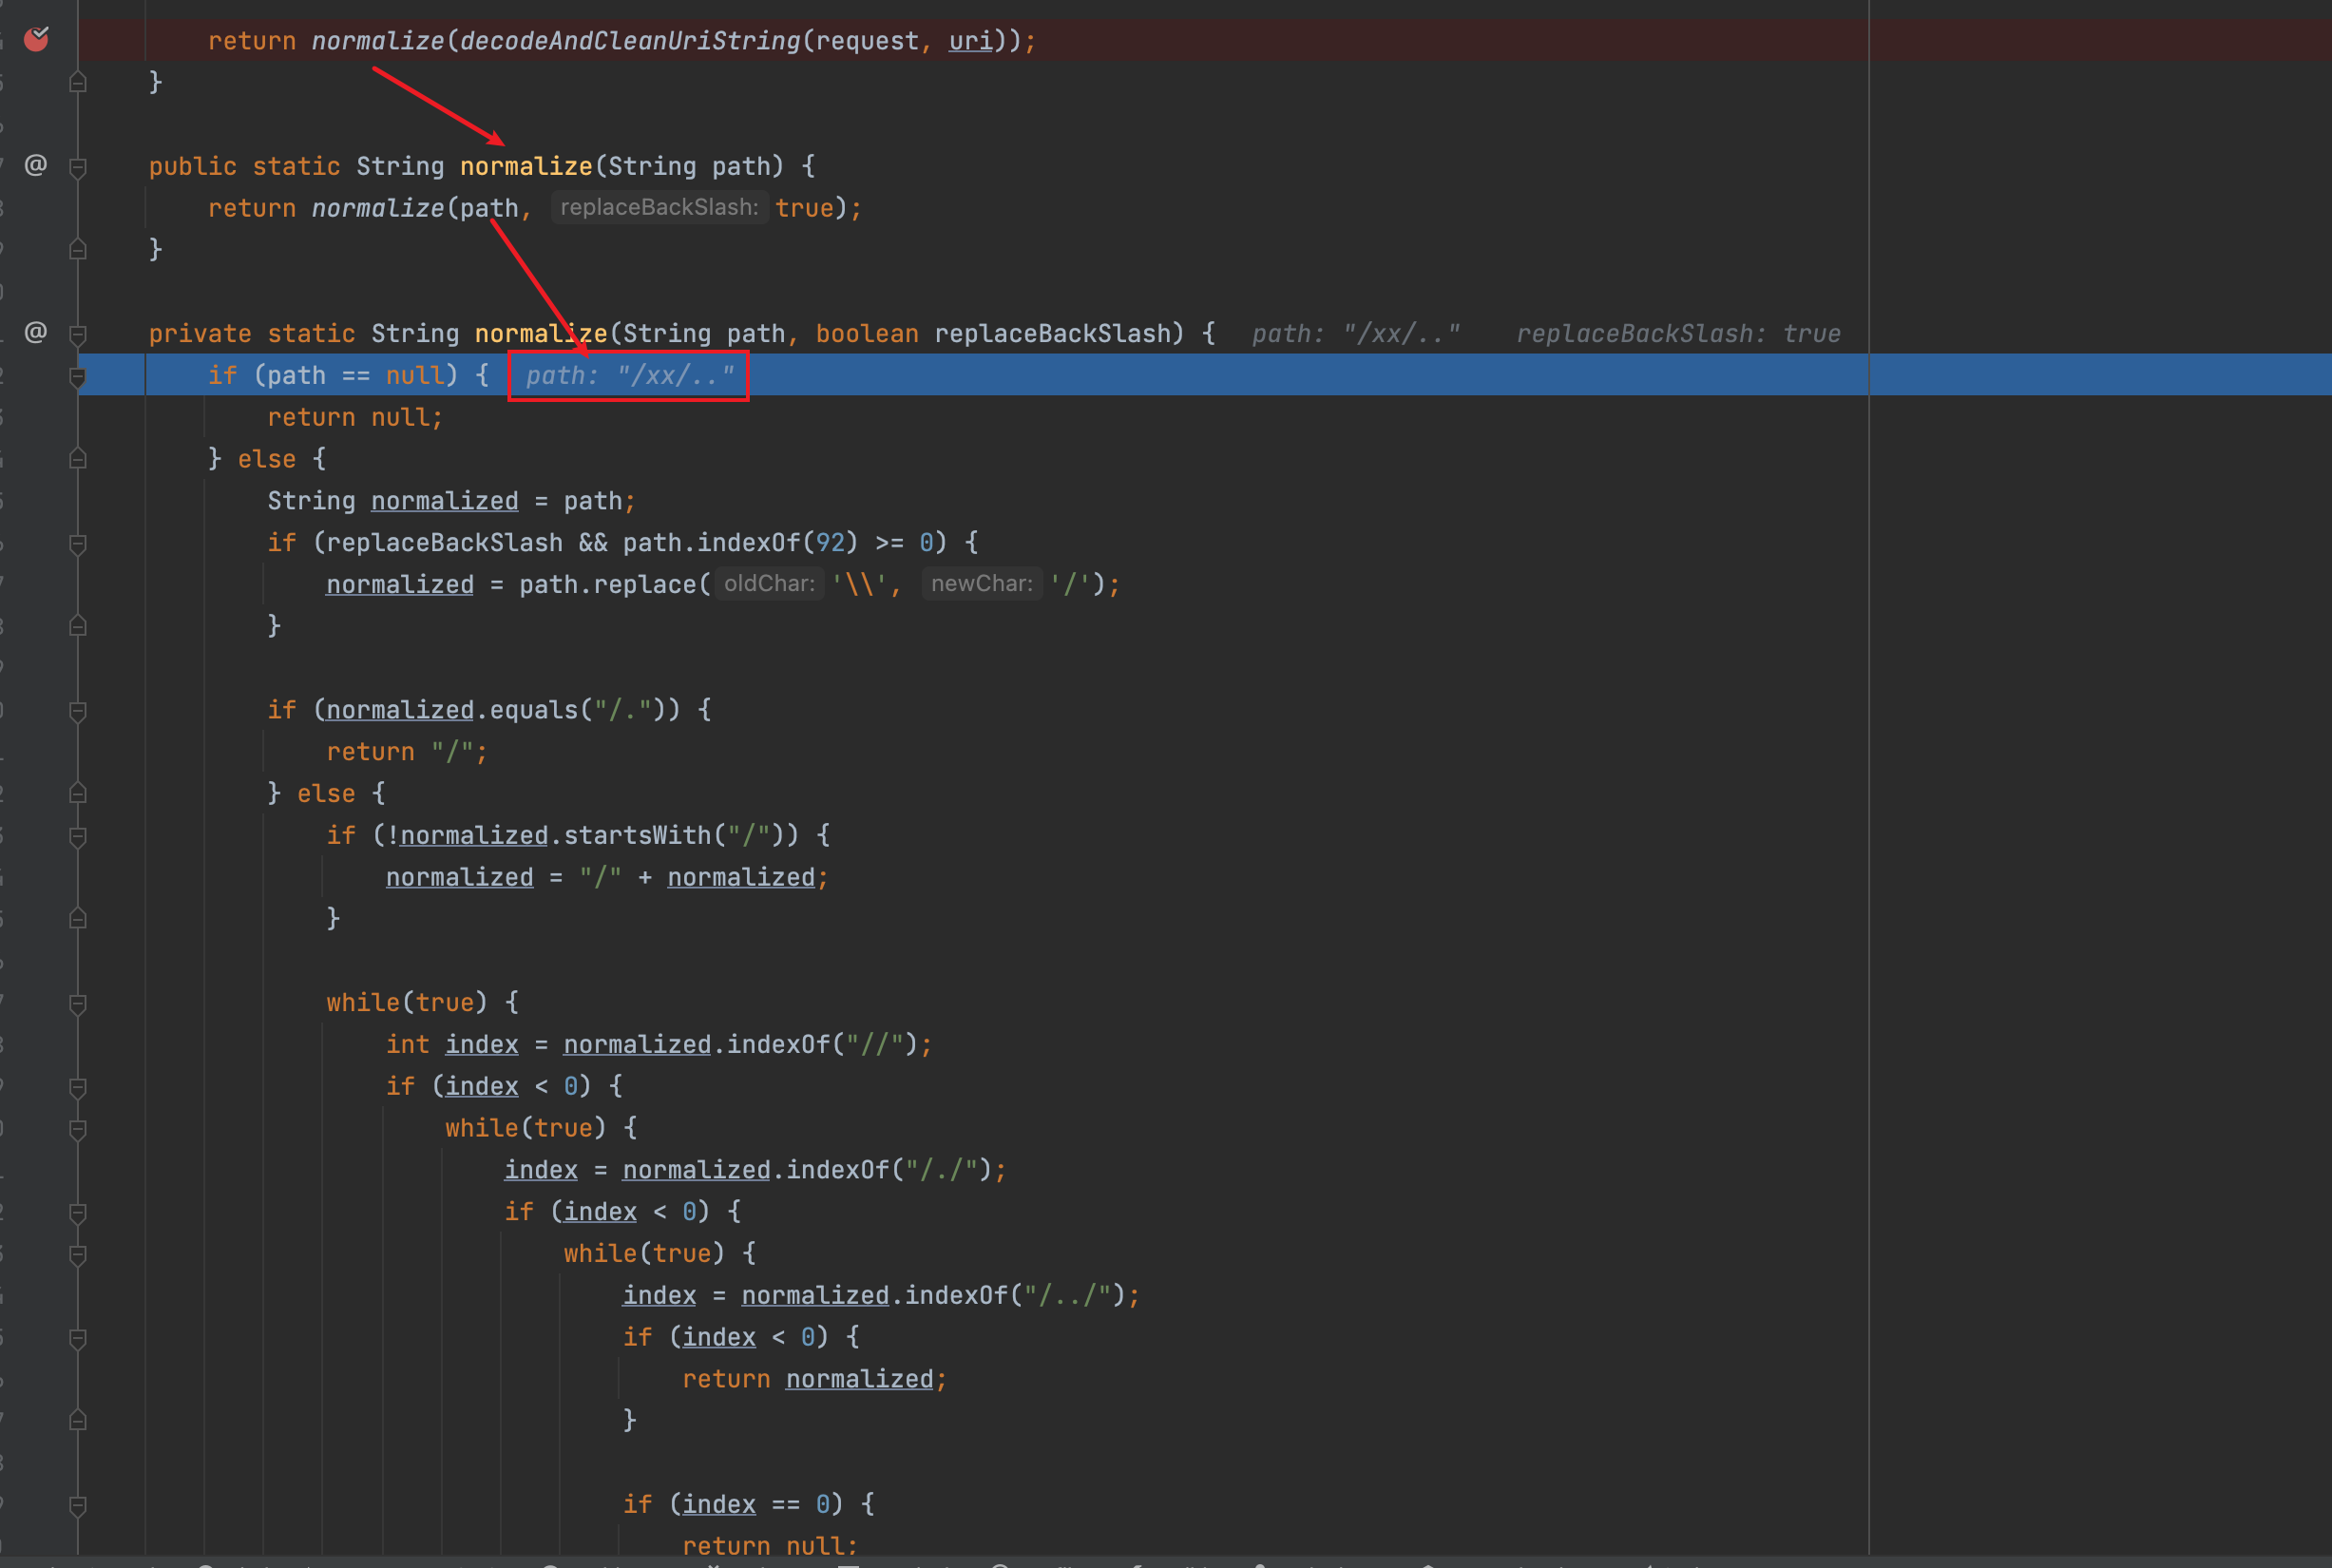 return normalize(decodeAndCleanUriString(request, uri));
}
@ public static String normalize(String path) {
return normalize(path, replaceBackSlash: true);
}
@ private static String normalize(String path, boolean replaceBackSlash) { path: "/xx/.." replaceBackSlash: true
if (path == null) { path: "/xx/.."
return null;
} else {
String normalized = path;
if (replaceBackSlash && path.indexOf(92) >= 0) {
normalized = path.replace( oldChar: '\\', newChar: '/');
}
if (normalized.equals("/.")) {
return "/";
} else {
if (!normalized.startsWith("/")) {
normalized = "/" + normalized;
}
while(true) {
int index = normalized.indexOf("//");
if (index < 0) {
while(true) {
index = normalized.indexOf("/./");
if (index < 0) {
while(true) {
index = normalized.indexOf("/../");
if (index < 0) {
return normalized;
}
if (index == 0) {
return null;